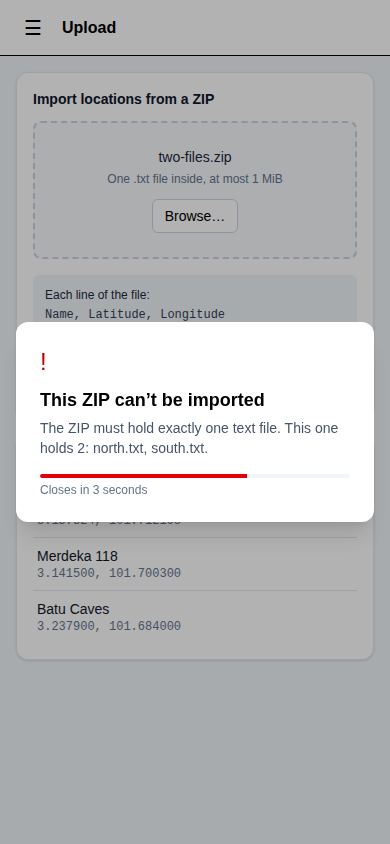 ☰ Upload
Import locations from a ZIP
two-files.zip
One .txt file inside, at most 1 MiB
Browse…
Each line of the file:
Name, Latitude, Longitude
!
This ZIP can’t be imported
The ZIP must hold exactly one text file. This one
holds 2: north.txt, south.txt.
Closes in 3 seconds
Merdeka 118
3.141500, 101.700300
Batu Caves
3.237900, 101.684000